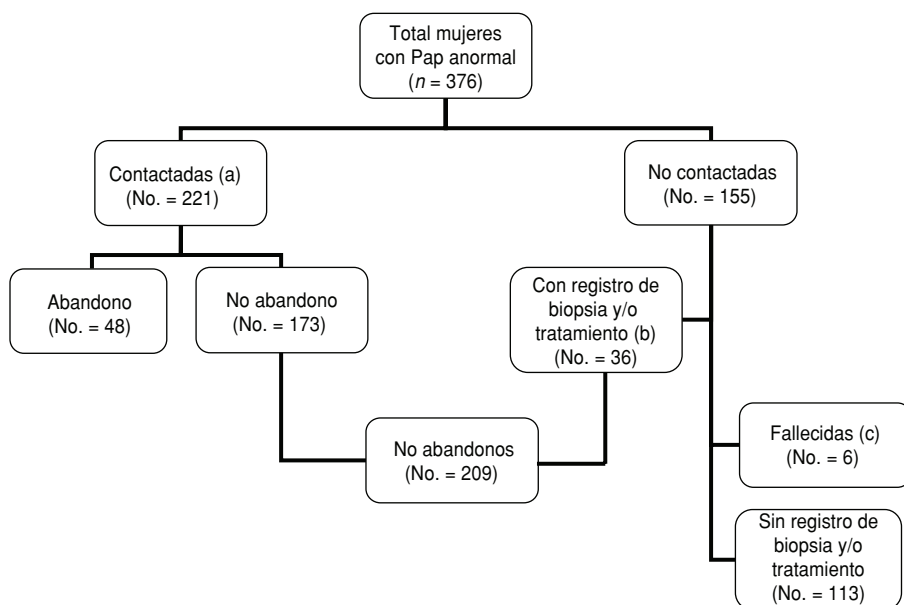 Total mujeres
con Pap anormal
(n = 376)
Contactadas (a)
(No. = 221)
No contactadas
(No. = 155)
Abandono
(No. = 48)
No abandono
(No. = 173)
Con registro de
biopsia y/o
tratamiento (b)
(No. = 36)
No abandonos
(No. = 209)
Fallecidas (c)
(No. = 6)
Sin registro de
biopsia y/o
tratamiento
(No. = 113)